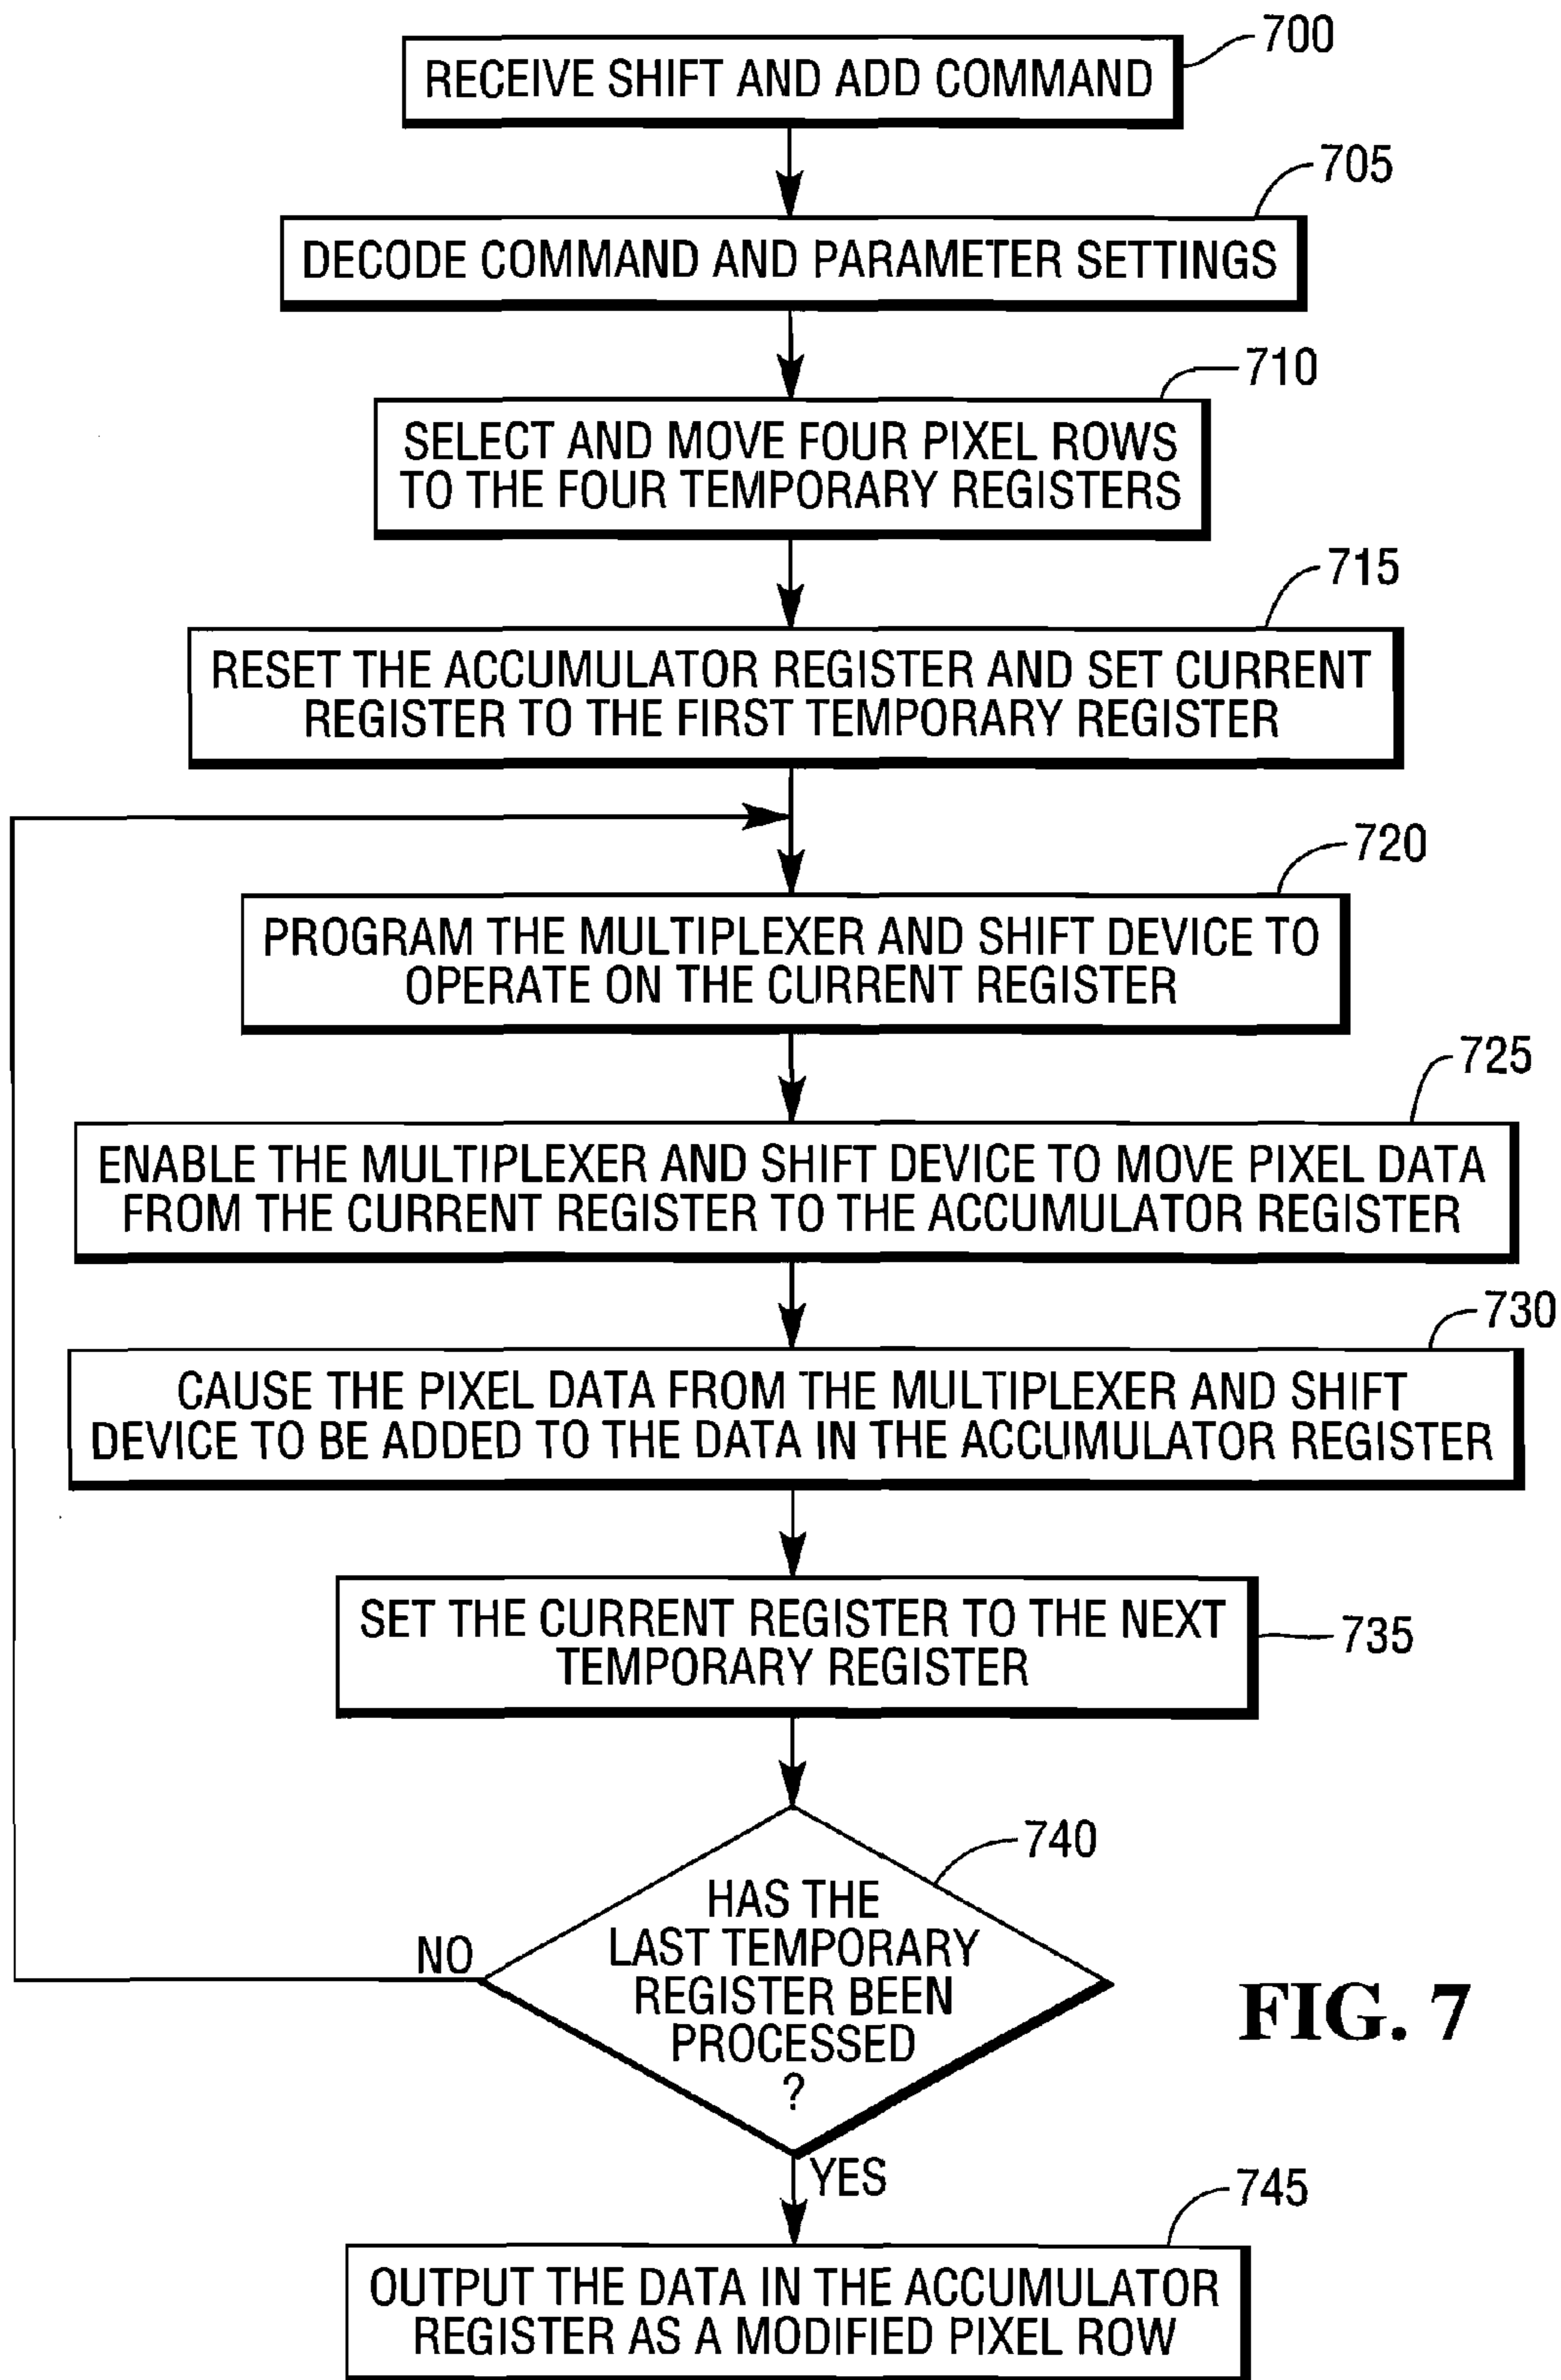 700
RECEIVE SHIFT AND ADD COMMAND
705
DECODE COMMAND AND PARAMETER SETTINGS
710
SELECT AND MOVE FOUR PIXEL ROWS
TO THE FOUR TEMPORARY REGISTERS
715
RESET THE ACCUMULATOR REGISTER AND SET CURRENT
REGISTER TO THE FIRST TEMPORARY REGISTER
720
PROGRAM THE MULTIPLEXER AND SHIFT DEVICE TO
OPERATE ON THE CURRENT REGISTER
725
ENABLE THE MULTIPLEXER AND SHIFT DEVICE TO MOVE PIXEL DATA
FROM THE CURRENT REGISTER TO THE ACCUMULATOR REGISTER
730
CAUSE THE PIXEL DATA FROM THE MULTIPLEXER AND SHIFT
DEVICE TO BE ADDED TO THE DATA IN THE ACCUMULATOR REGISTER
SET THE CURRENT REGISTER TO THE NEXT
TEMPORARY REGISTER
735
740
HAS THE
LAST TEMPORARY
REGISTER BEEN
PROCESSED
?
NO
FIG. 7
YES
745
OUTPUT THE DATA IN THE ACCUMULATOR
REGISTER AS A MODIFIED PIXEL ROW